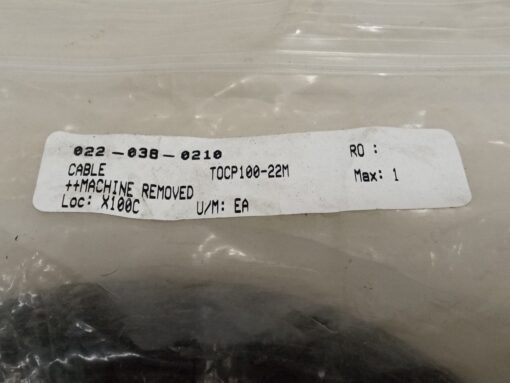 022-038-0210 RO :
CABLE TOCP100-22M Max: 1
++MACHINE REMOVED
Loc: X100C U/M: EA